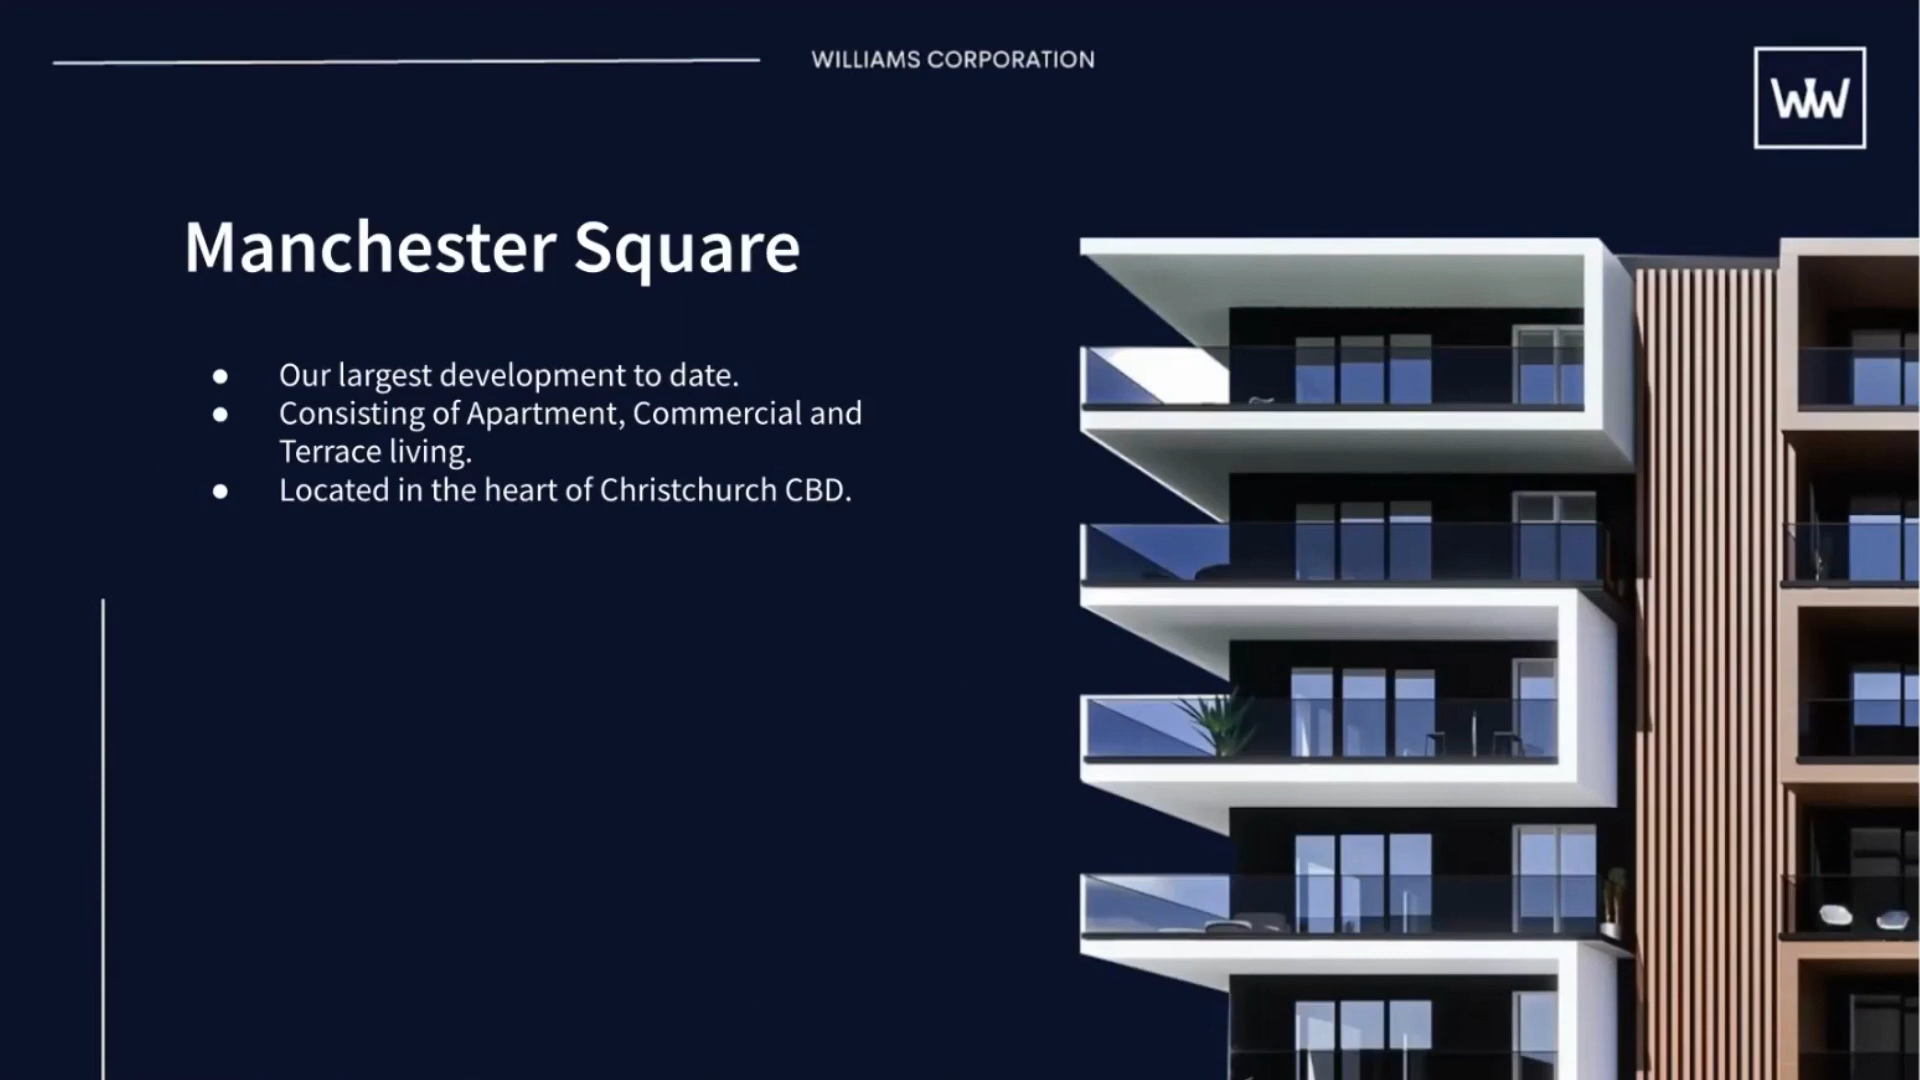 WILLIAMS CORPORATION
WW
Manchester Square
● Our largest development to date.
● Consisting of Apartment, Commercial and
Terrace living.
● Located in the heart of Christchurch CBD.